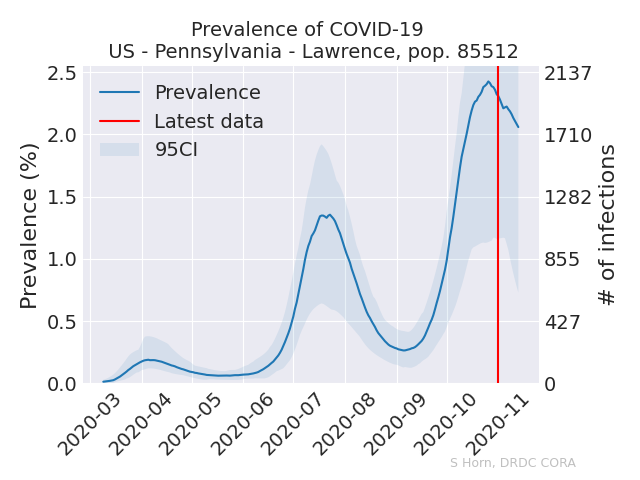 Prevalence of COVID-19
US - Pennsylvania - Lawrence, pop. 85512
Prevalence
Latest data
95CI
Prevalence (%)
2.5
2.0
1.5
1.0
0.5
0.0
2137
1710
1282
855
427
0
# of infections
2020-03
2020-04
2020-05
2020-06
2020-07
2020-08
2020-09
2020-10
2020-11
S Horn, DRDC CORA